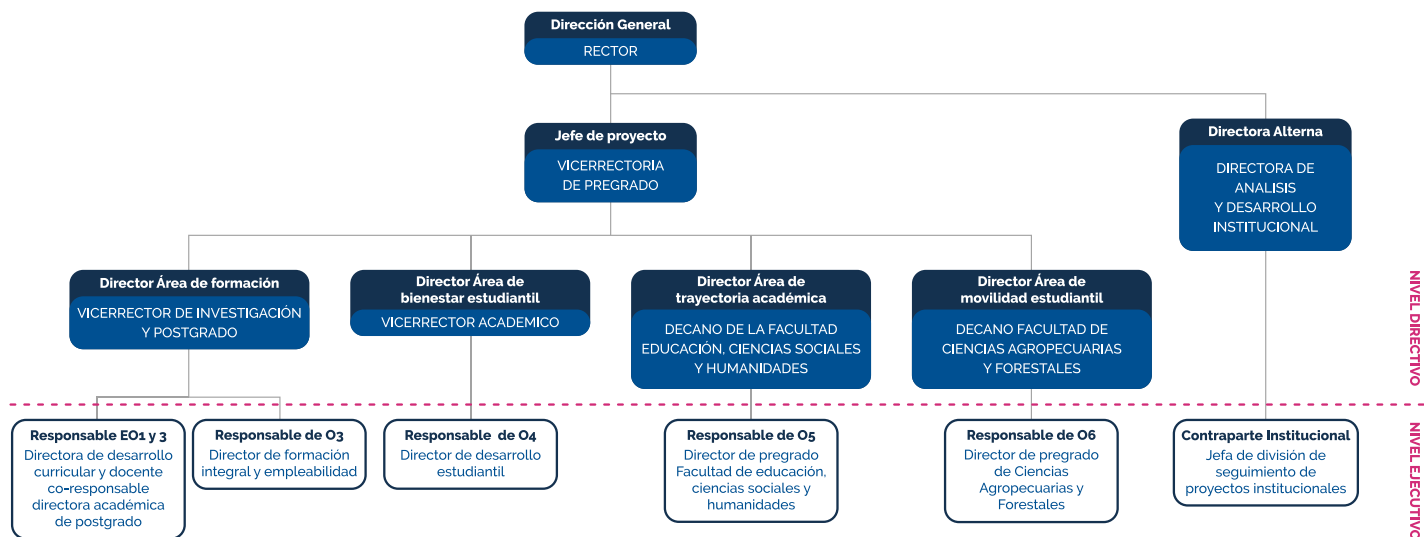 Dirección General
RECTOR
Jefe de proyecto
VICERRECTORIA
DE PREGRADO
Directora Alterna
DIRECTORA DE
ANALISIS
Y DESARROLLO
INSTITUCIONAL
Director Área de formación
VICERRECTOR DE INVESTIGACIÓN
Y POSTGRADO
Director Área de
bienestar estudiantil
VICERRECTOR ACADEMICO
Director Área de
trayectoria académica
DECANO DE LA FACULTAD
EDUCACIÓN, CIENCIAS SOCIALES
Y HUMANIDADES
Director Área de
movilidad estudiantil
DECANO FACULTAD DE
CIENCIAS AGROPECUARIAS
Y FORESTALES
NIVEL DIRECTIVO
Responsable EO1 y 3
Directora de desarrollo
curricular y docente
co-responsable
directora académica
de postgrado
Responsable de O3
Director de formación
integral y empleabilidad
Responsable de O4
Director de desarrollo
estudiantil
Responsable de O5
Director de pregrado
Facultad de educación,
ciencias sociales y
humanidades
Responsable de O6
Director de pregrado
de Ciencias
Agropecuarias y
Forestales
Contraparte Institucional
Jefa de división de
seguimiento de
proyectos institucionales
NIVEL EJECUTIVO